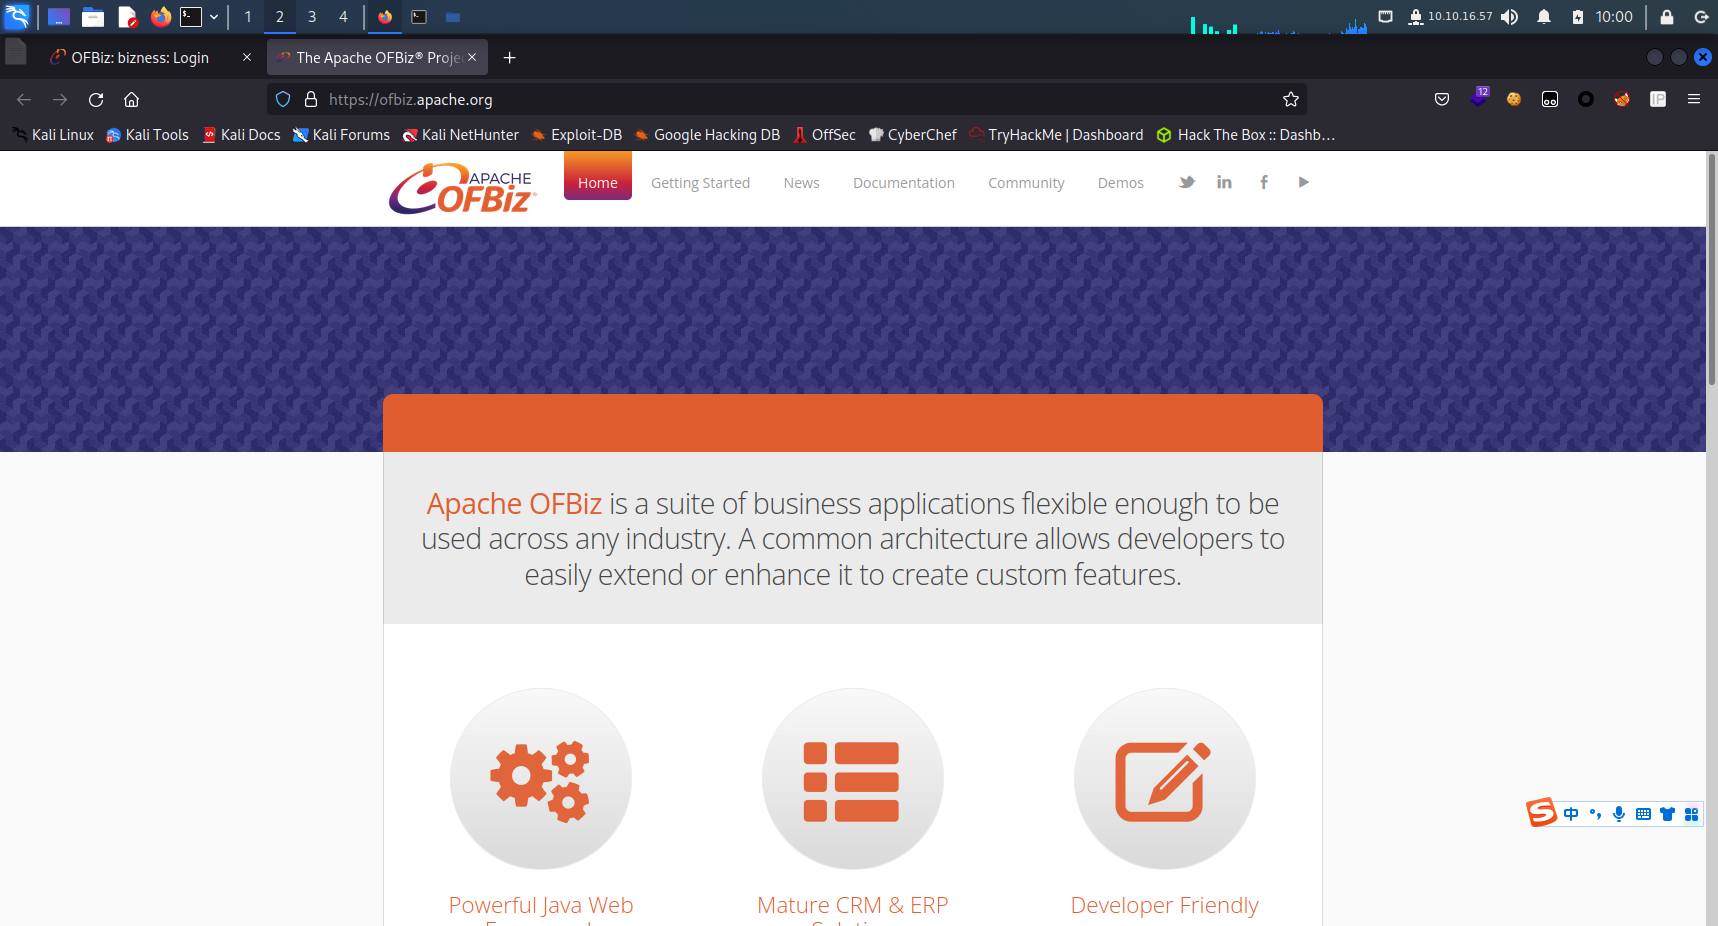 1 2 3 4 10.10.16.57 10:00
OFBiz: bizness: Login The Apache OFBiz® Proje
https://ofbiz.apache.org 12 IP
Kali Linux Kali Tools Kali Docs Kali Forums Kali NetHunter Exploit-DB Google Hacking DB OffSec CyberChef TryHackMe | Dashboard Hack The Box :: Dashb…
APACHE
OFBiz®
Home Getting Started News Documentation Community Demos
Apache OFBiz is a suite of business applications flexible enough to be
used across any industry. A common architecture allows developers to
easily extend or enhance it to create custom features.
中
Powerful Java Web Mature CRM & ERP Developer Friendly